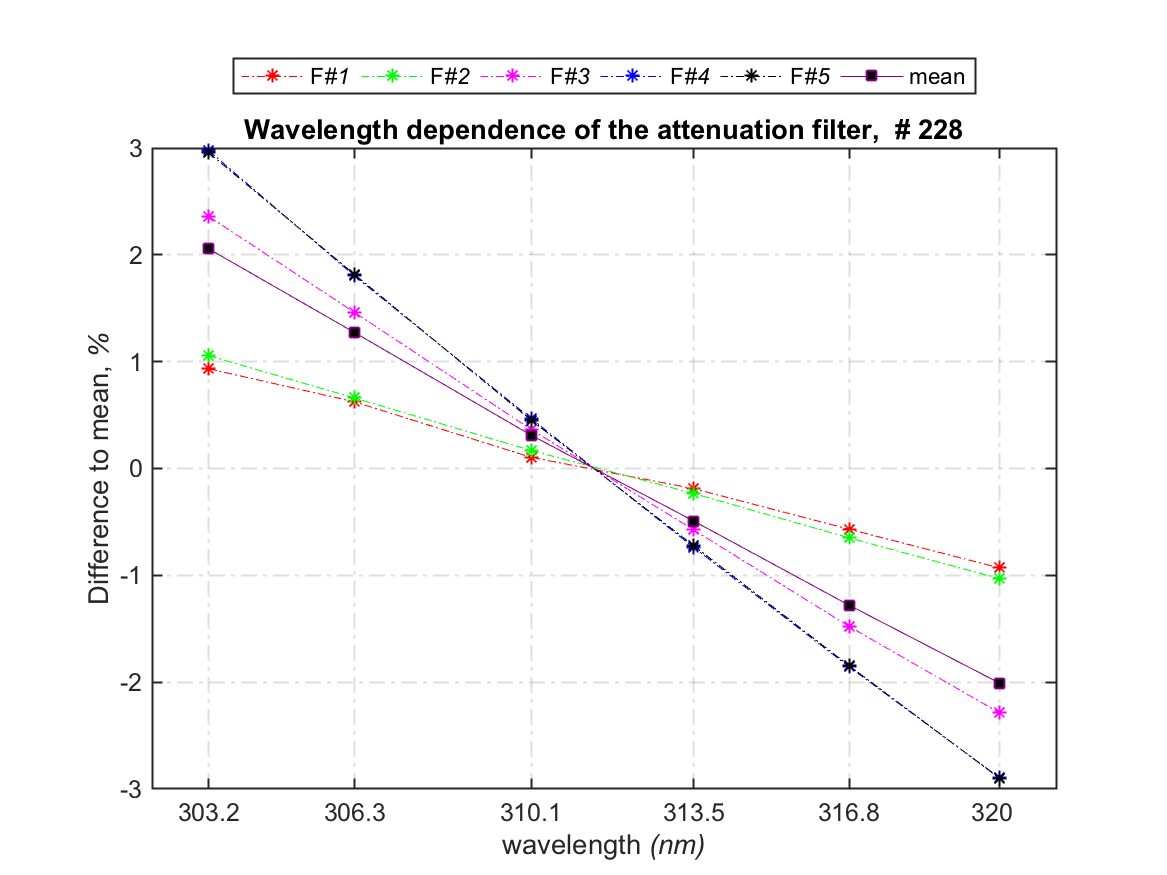 F#1 F#2 F#3 F#4 F#5 mean
Wavelength dependence of the attenuation filter, # 228
3
2
1
0
-1
-2
-3
Difference to mean, %
303.2 306.3 310.1 313.5 316.8 320
wavelength (nm)